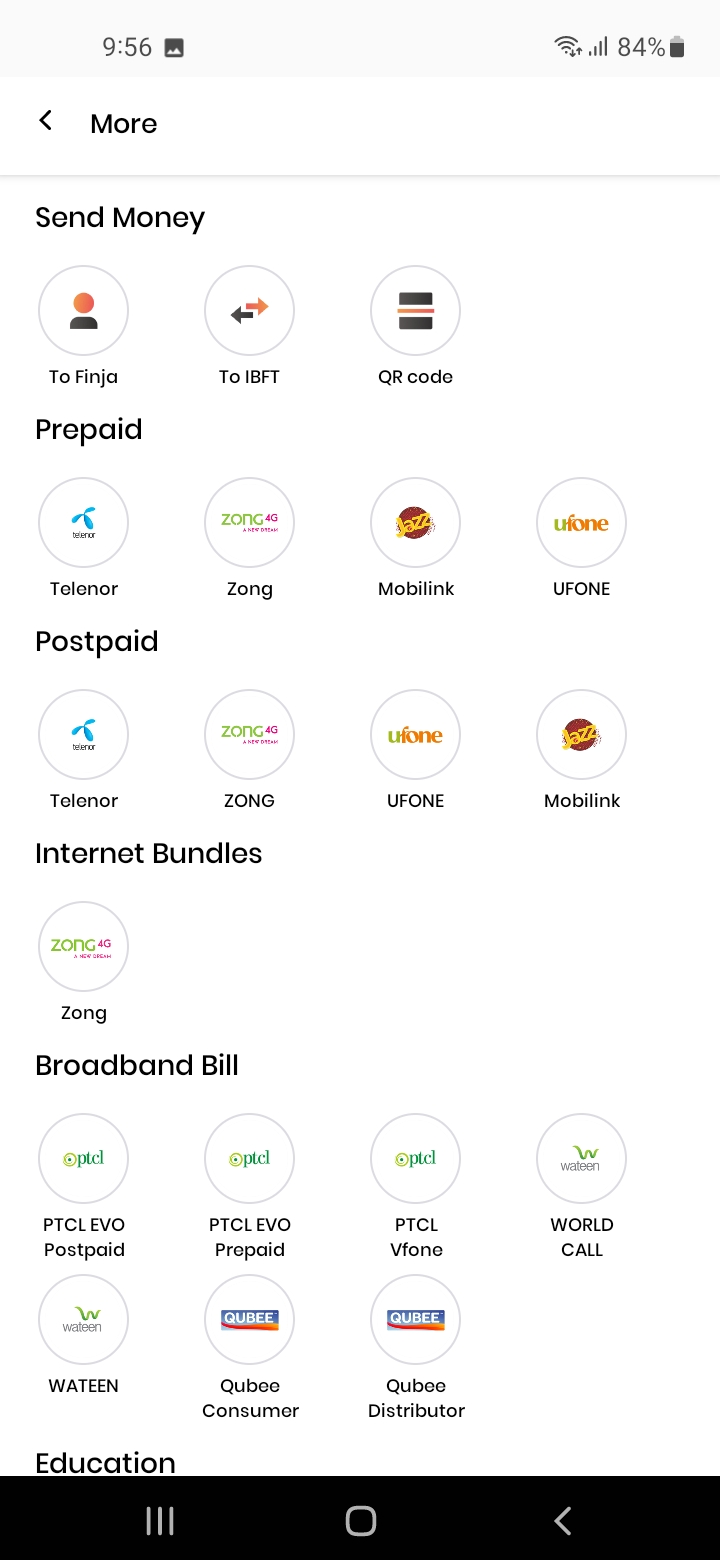 9:56
84%
More
Send Money
To Finja
To IBFT
QR code
Prepaid
telenor
ZONG 4G
A NEW DREAM
Jazz
ufone
Telenor
Zong
Mobilink
UFONE
Postpaid
telenor
ZONG 4G
A NEW DREAM
ufone
Jazz
Telenor
ZONG
UFONE
Mobilink
Internet Bundles
ZONG 4G
A NEW DREAM
Zong
Broadband Bill
ptcl
ptcl
ptcl
wateen
PTCL EVO
Postpaid
PTCL EVO
Prepaid
PTCL
Vfone
WORLD
CALL
wateen
QUBEE
QUBEE
WATEEN
Qubee
Consumer
Qubee
Distributor
Education